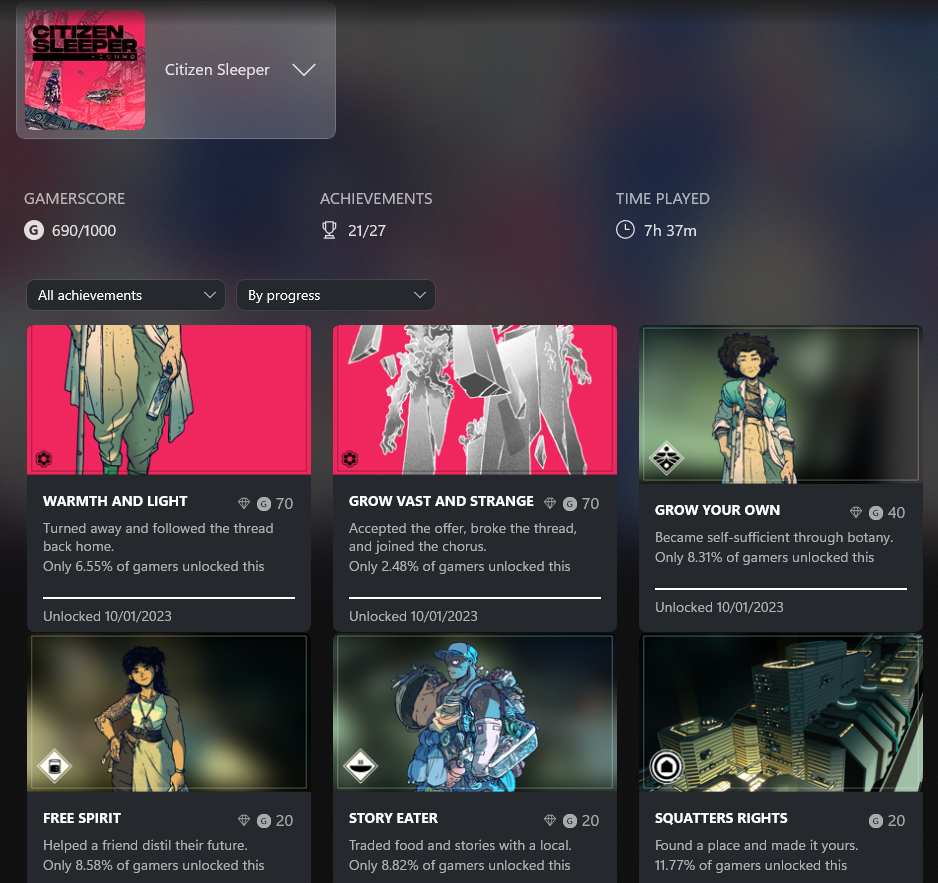 CITIZEN
SLEEPER
Citizen Sleeper
GAMERSCORE
ACHIEVEMENTS
TIME PLAYED
G 690/1000
21/27
7h 37m
All achievements
By progress
WARMTH AND LIGHT
G 70
Turned away and followed the thread
back home.
Only 6.55% of gamers unlocked this
Unlocked 10/01/2023
GROW VAST AND STRANGE
G 70
Accepted the offer, broke the thread,
and joined the chorus.
Only 2.48% of gamers unlocked this
Unlocked 10/01/2023
GROW YOUR OWN
G 40
Became self-sufficient through botany.
Only 8.31% of gamers unlocked this
Unlocked 10/01/2023
FREE SPIRIT
G 20
Helped a friend distil their future.
Only 8.58% of gamers unlocked this
STORY EATER
G 20
Traded food and stories with a local.
Only 8.82% of gamers unlocked this
SQUATTERS RIGHTS
G 20
Found a place and made it yours.
11.77% of gamers unlocked this